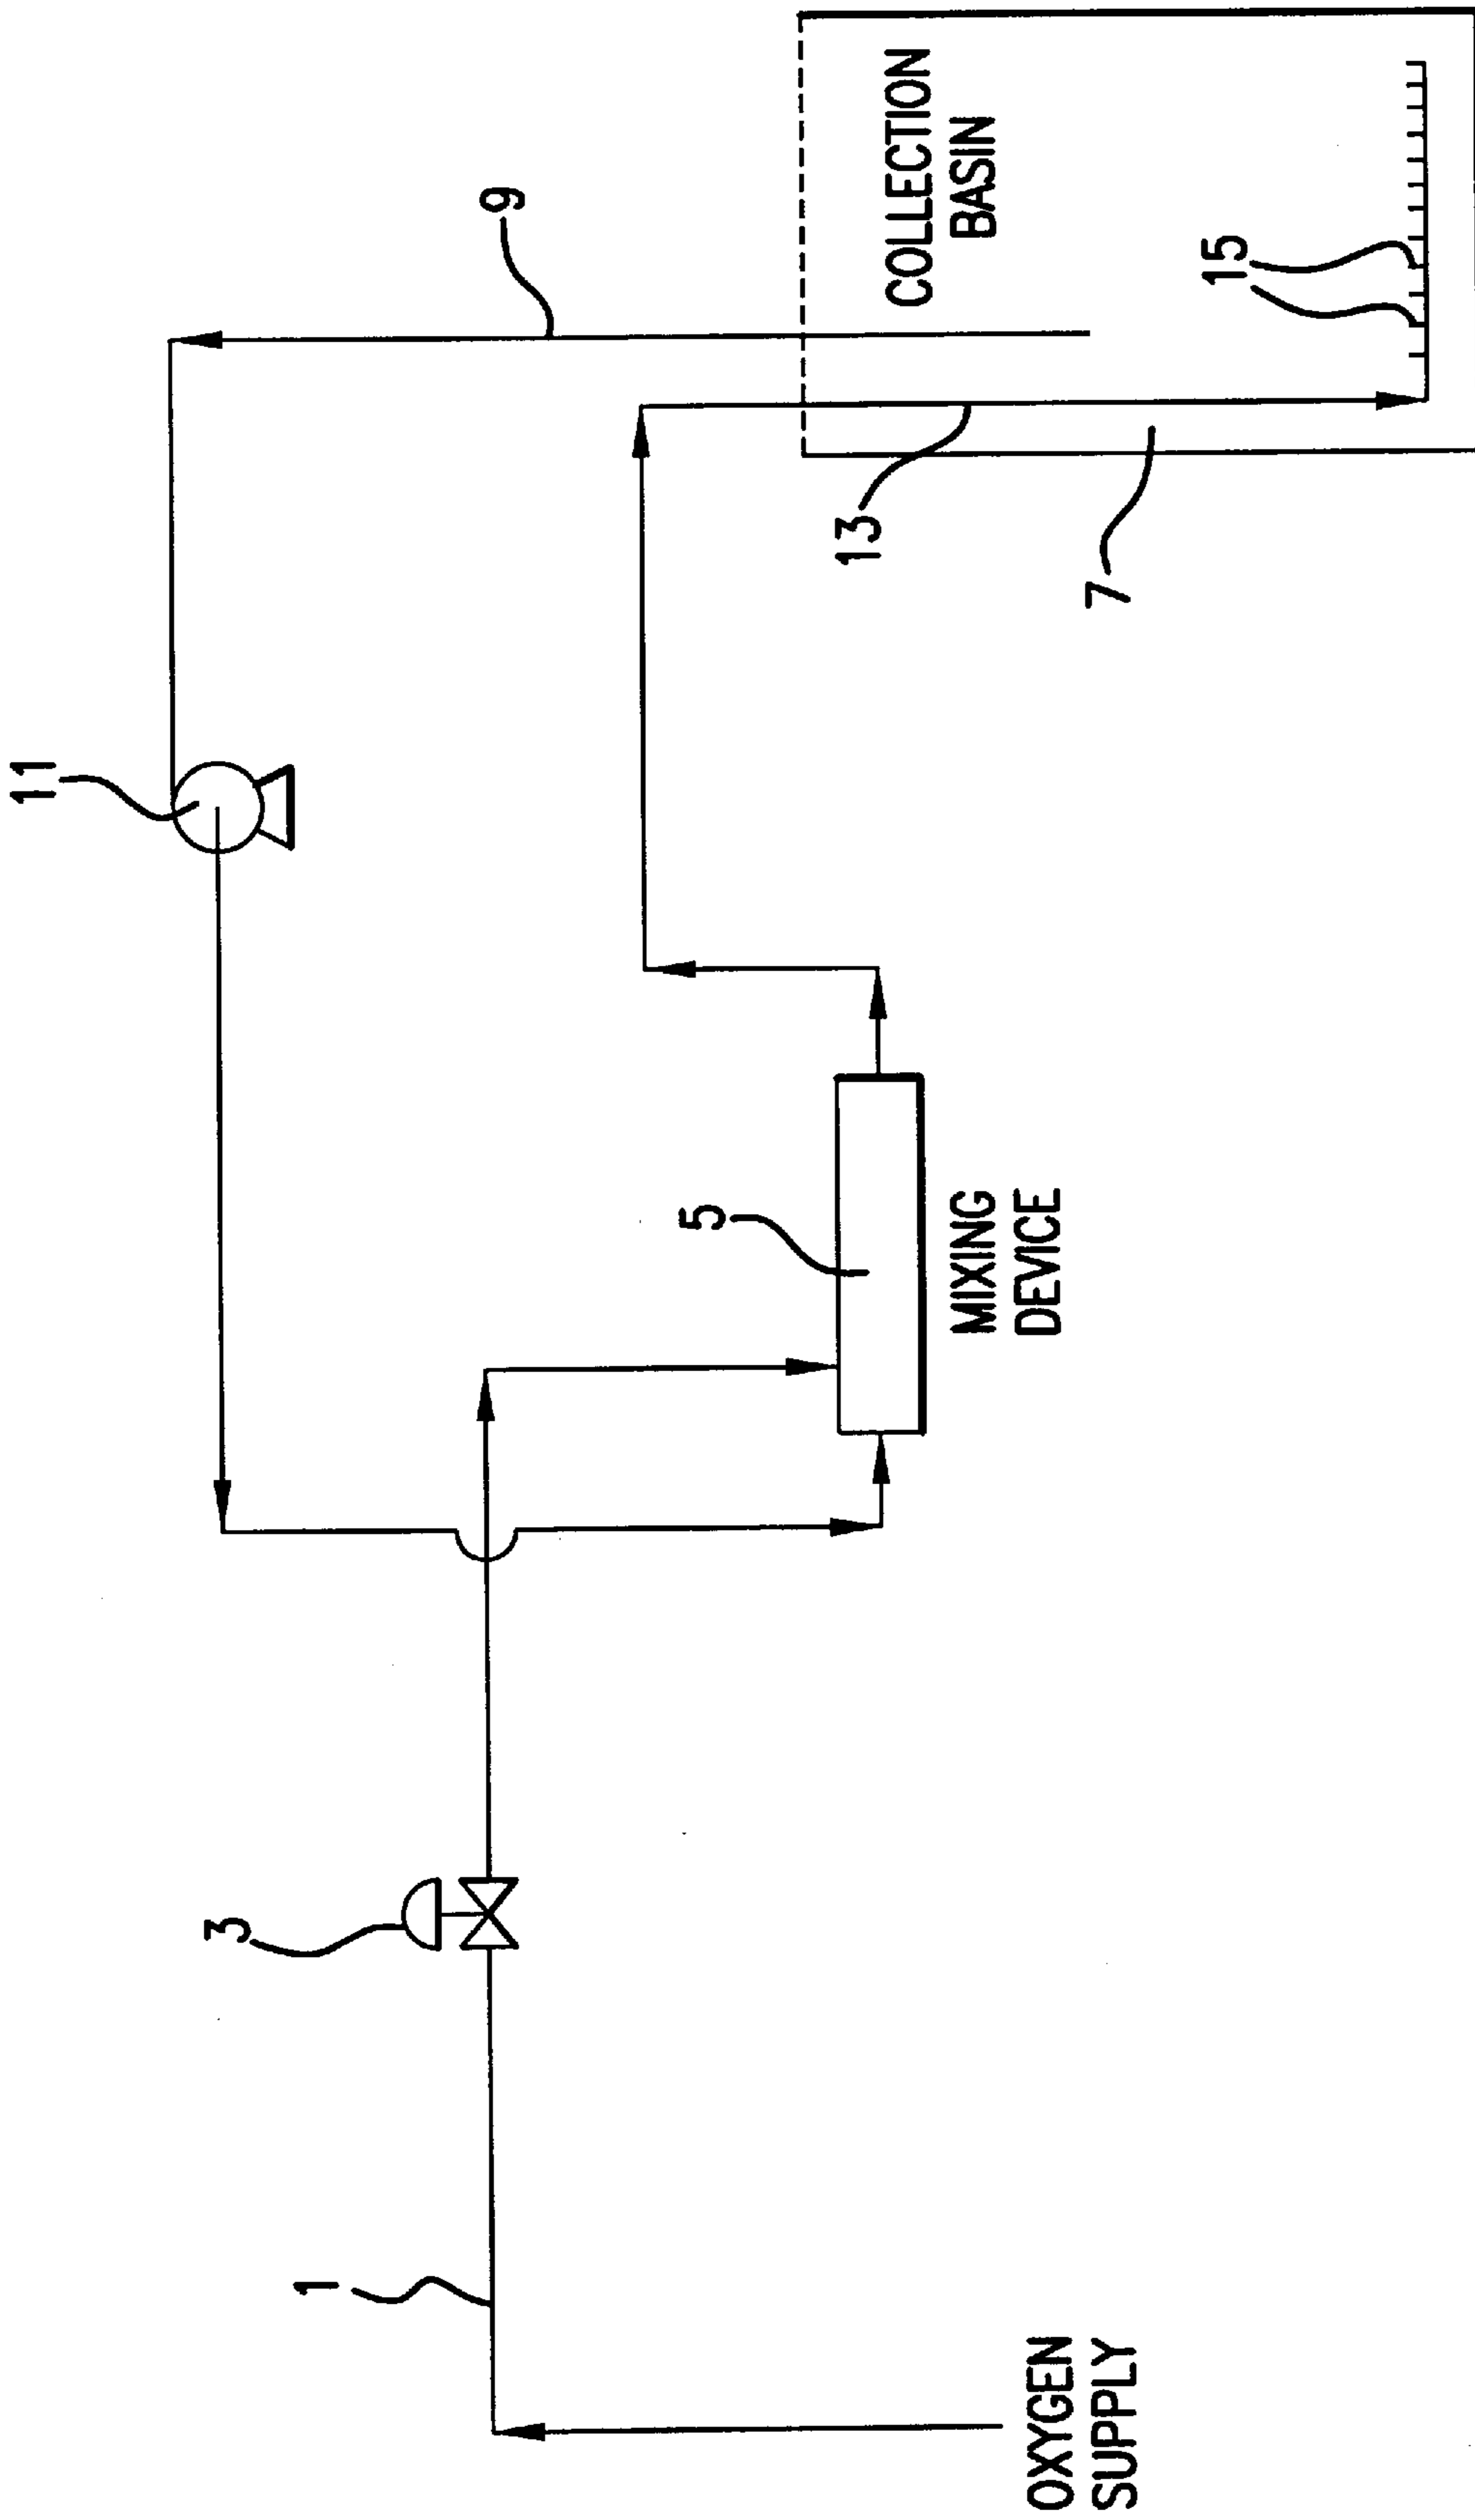 11
9
COLLECTION
BASIN
15
13
7
5
MIXING
DEVICE
3
1
OXYGEN
SUPPLY